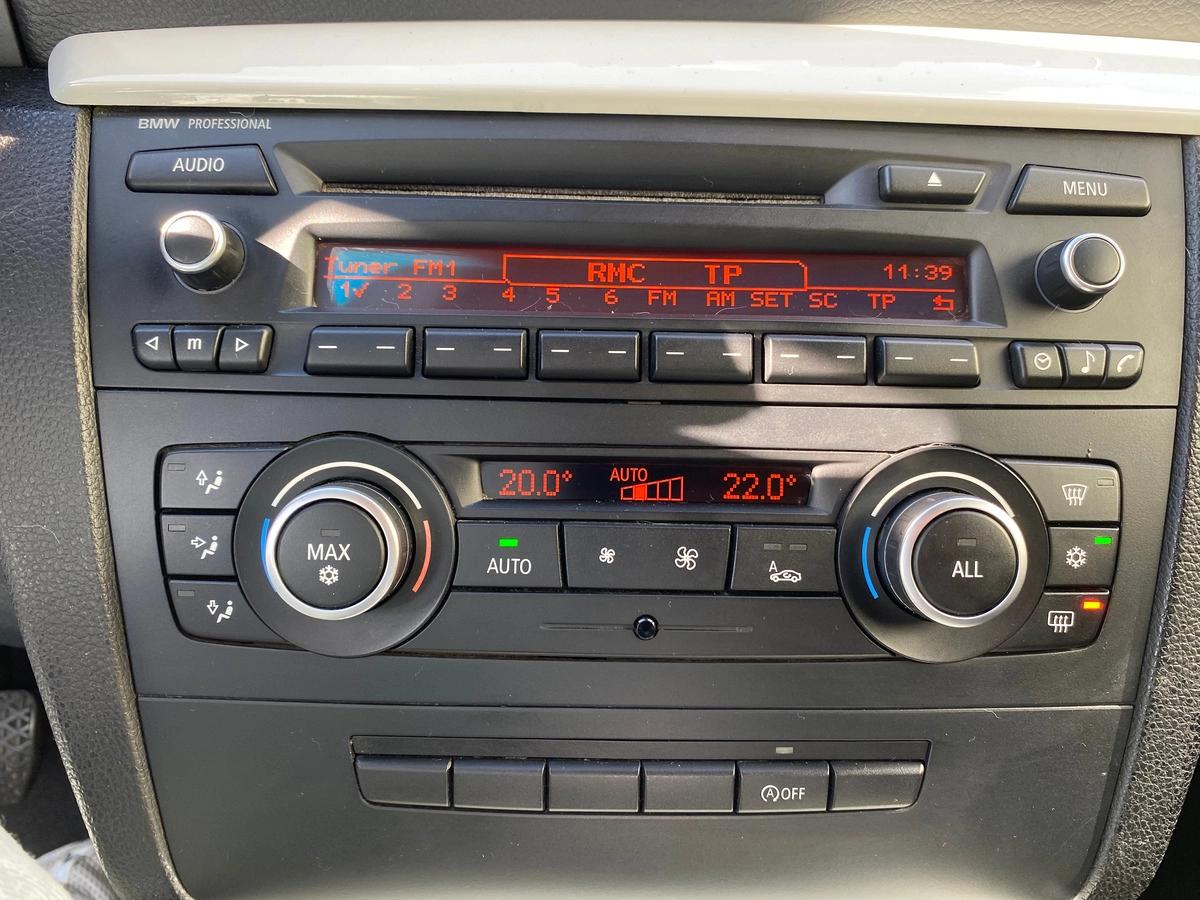 BMW PROFESSIONAL
AUDIO
MENU
Tuner FM1 RMC TP 11:39
1✓ 2 3 4 5 6 FM AM SET SC TP
m
20.0° AUTO 22.0°
MAX
AUTO
A
ALL
A OFF